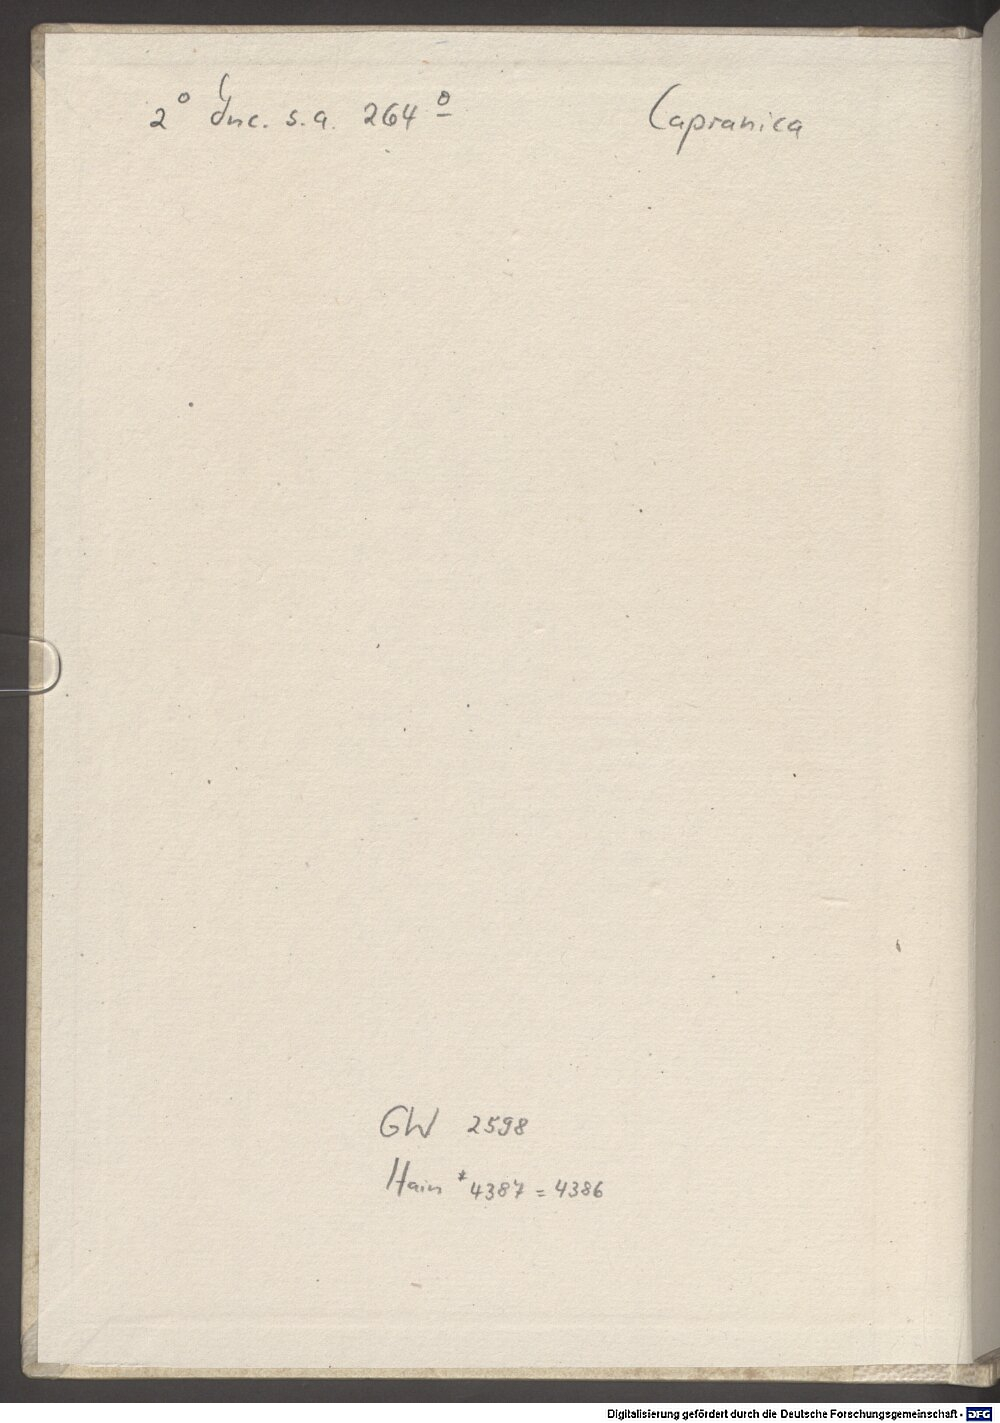 2° Inc. s.a. 264 º Capranica
GW 2598
Hain *4387 = 4386
Digitalisierung gefördert durch die Deutsche Forschungsgemeinschaft - DFG